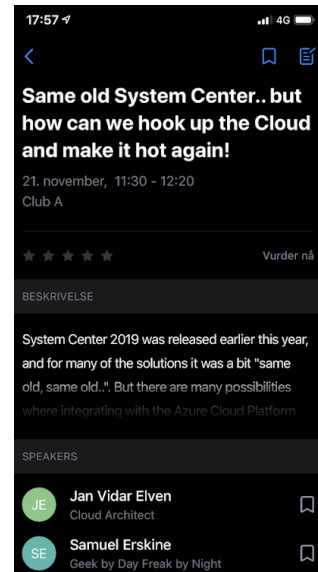 17:57 4G
Same old System Center.. but
how can we hook up the Cloud
and make it hot again!
21. november, 11:30 - 12:20
Club A
Vurder nå
BESKRIVELSE
System Center 2019 was released earlier this year,
and for many of the solutions it was a bit "same
old, same old..". But there are many possibilities
where integrating with the Azure Cloud Platform
SPEAKERS
JE Jan Vidar Elven
Cloud Architect
SE Samuel Erskine
Geek by Day Freak by Night